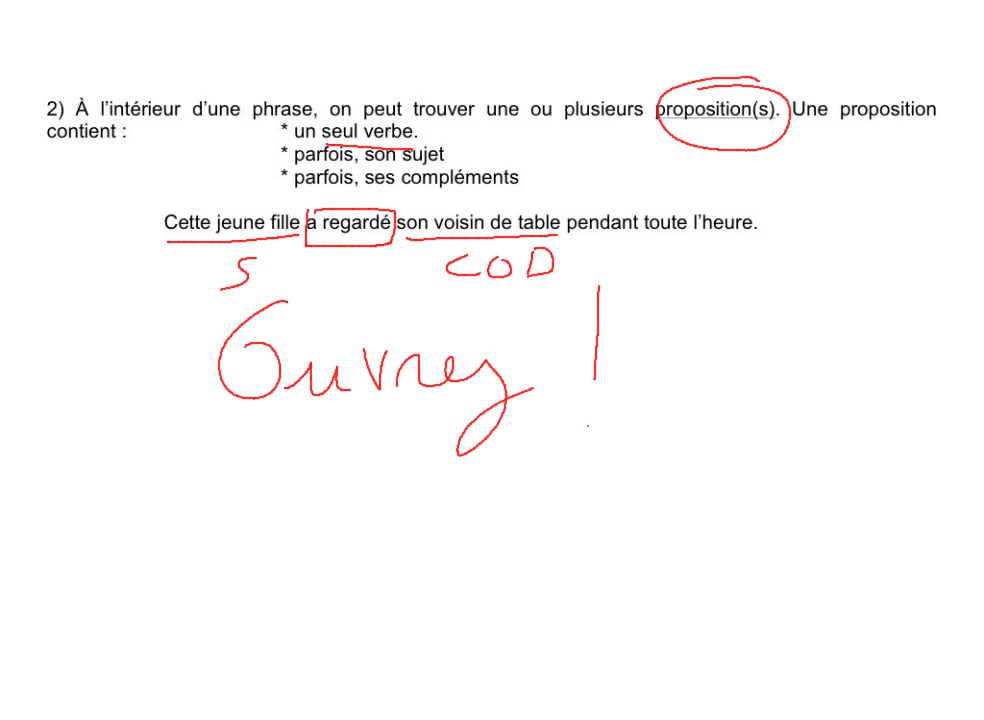 2) À l'intérieur d'une phrase, on peut trouver une ou plusieurs proposition(s). Une proposition
contient : * un seul verbe.
* parfois, son sujet
* parfois, ses compléments
Cette jeune fille a regardé son voisin de table pendant toute l'heure.
S COD
Ouvrez !